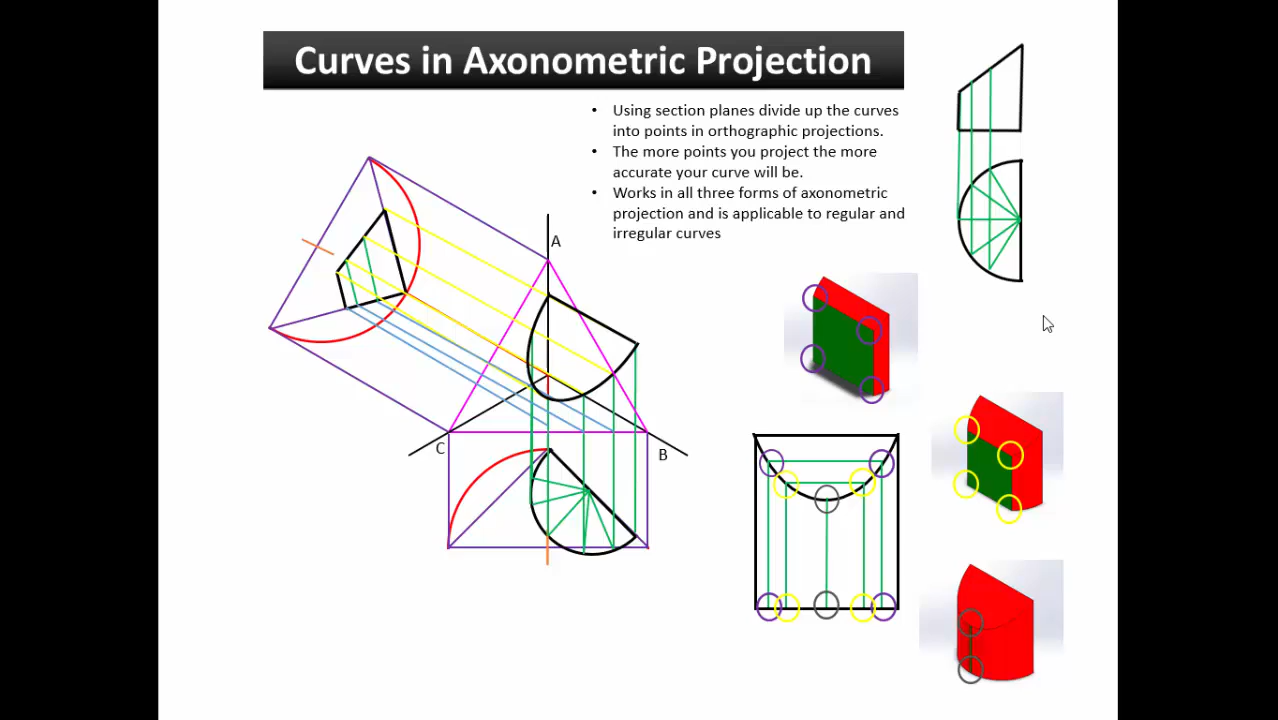 Curves in Axonometric Projection
• Using section planes divide up the curves
into points in orthographic projections.
• The more points you project the more
accurate your curve will be.
• Works in all three forms of axonometric
projection and is applicable to regular and
irregular curves
A
C
B